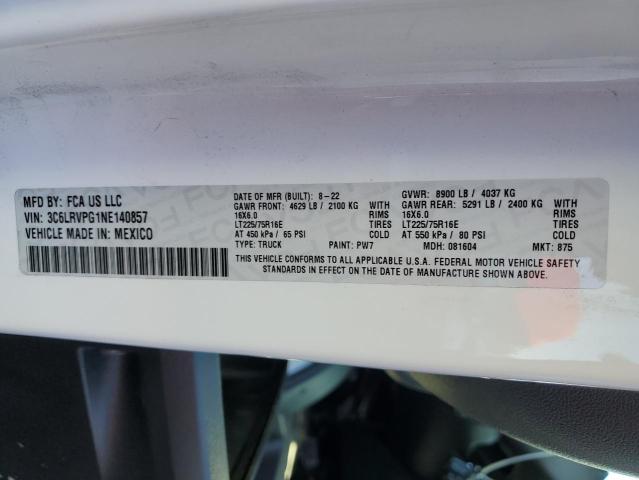 MFD BY: FCA US LLC
VIN: 3C6LRVPG1NE140857
VEHICLE MADE IN: MEXICO
DATE OF MFR (BUILT): 8-22 GVWR: 8900 LB / 4037 KG
GAWR FRONT: 4629 LB / 2100 KG WITH GAWR REAR: 5291 LB / 2400 KG WITH
16X6.0 RIMS 16X6.0 RIMS
LT225/75R16E TIRES LT225/75R16E TIRES
AT 450 kPa / 65 PSI COLD AT 550 kPa / 80 PSI COLD
TYPE: TRUCK PAINT: PW7 MDH: 081604 MKT: 875
THIS VEHICLE CONFORMS TO ALL APPLICABLE U.S.A. FEDERAL MOTOR VEHICLE SAFETY
STANDARDS IN EFFECT ON THE DATE OF MANUFACTURE SHOWN ABOVE.